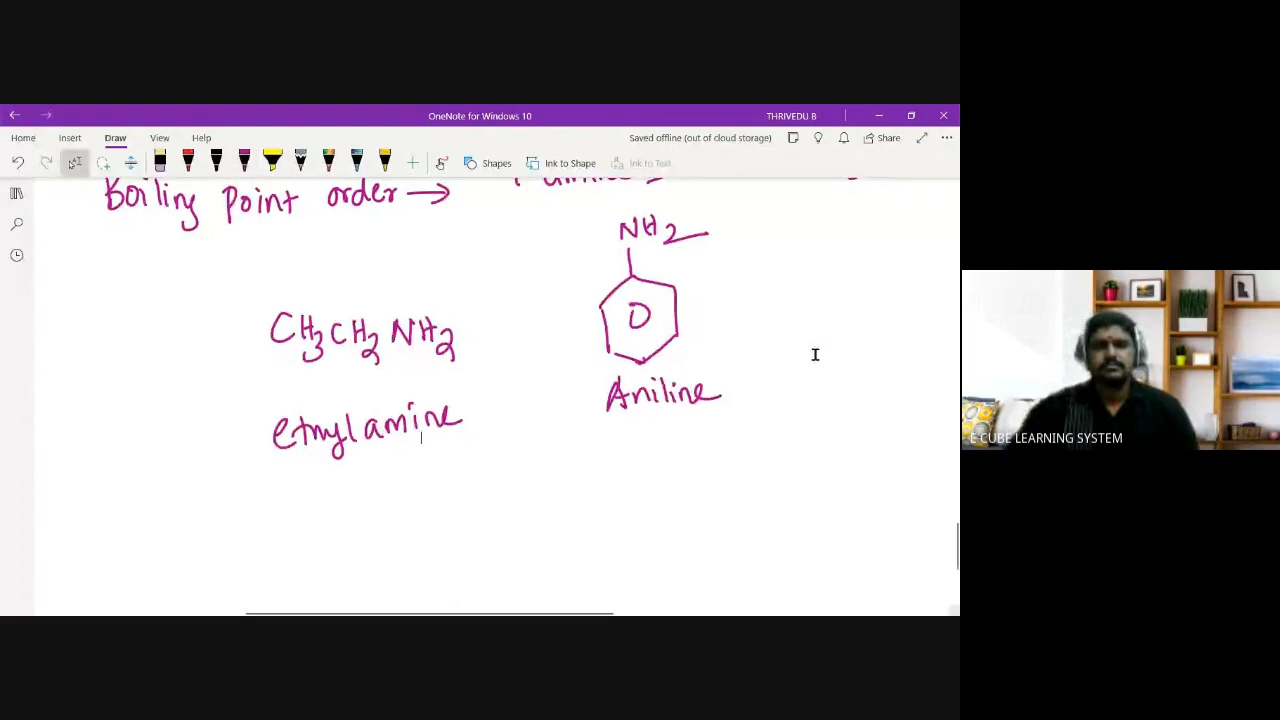 OneNote for Windows 10
THRIVEDU B
Home Insert Draw View Help
Saved offline (out of cloud storage)
Share
Shapes
Ink to Shape
Ink to Text
Boiling point order →
NH2
CH3CH2NH2
Aniline
ethylamine
E CUBE LEARNING SYSTEM